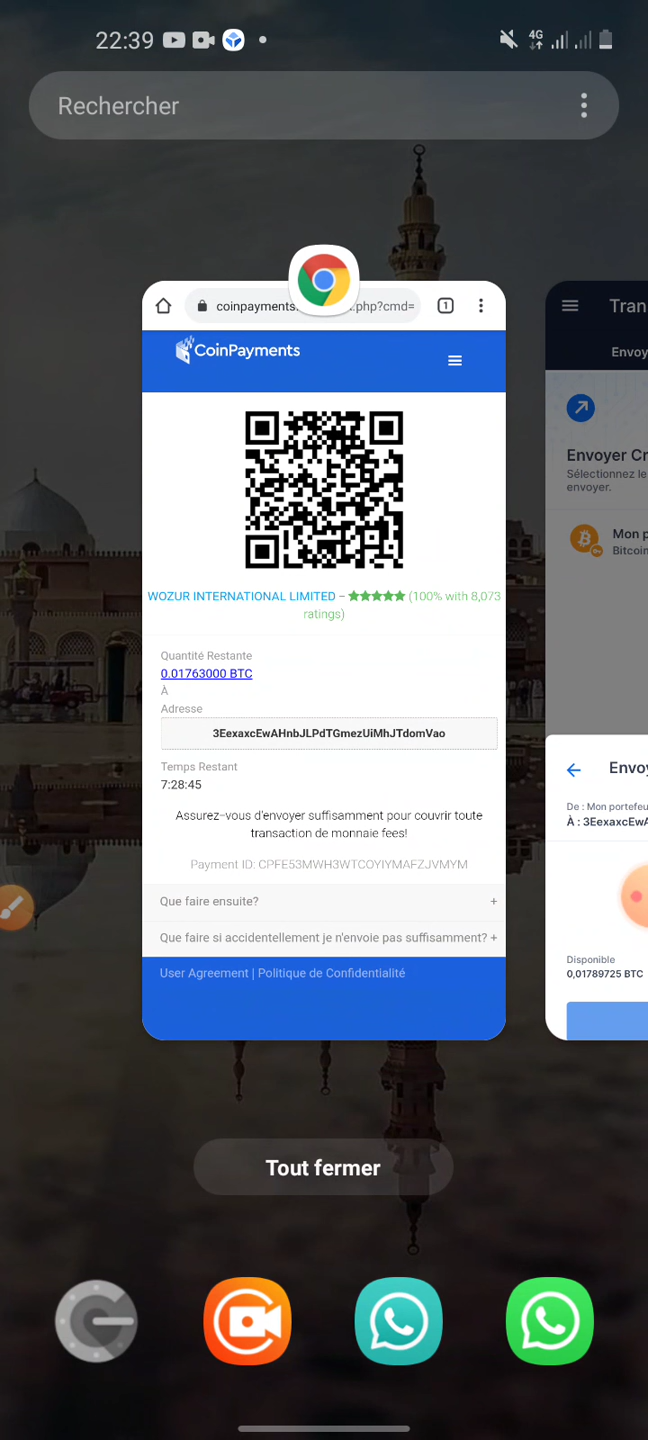 22:39
4G
Rechercher
coinpayments.
.php?cmd=
1
CoinPayments
WOZUR INTERNATIONAL LIMITED – ★★★★★ (100% with 8,073
ratings)
Quantité Restante
0.01763000 BTC
À
Adresse
3EexaxcEwAHnbJLPdTGmezUiMhJTdomVao
Temps Restant
7:28:45
Assurez-vous d'envoyer suffisamment pour couvrir toute
transaction de monnaie fees!
Payment ID: CPFE53MWH3WTCOYIYMAFZJVMYM
Que faire ensuite? +
Que faire si accidentellement je n'envoie pas suffisamment? +
User Agreement | Politique de Confidentialité
Tran
Envoy
Envoyer Cr
Sélectionnez le
envoyer.
Mon p
Bitcoin
Envoy
De : Mon portefeu
À : 3EexaxcEwA
Disponible
0,01789725 BTC
Tout fermer